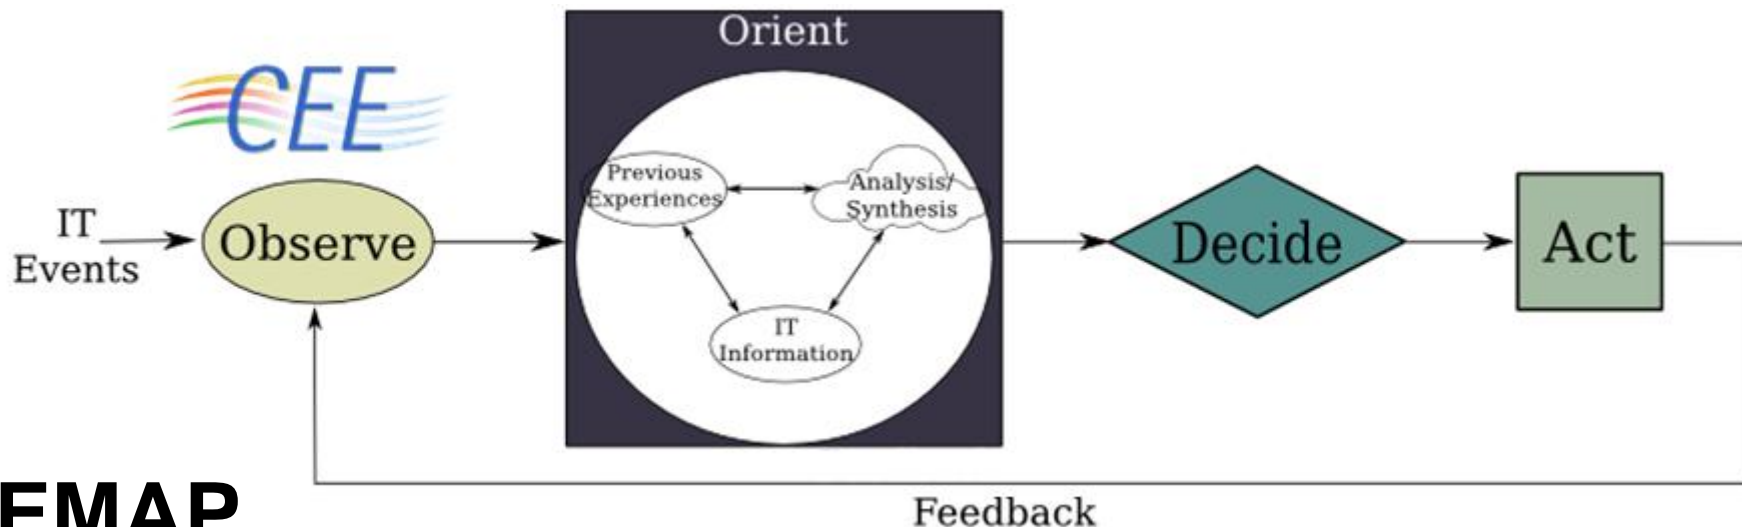 Orient
CEE
Previous
Experiences
Analysis/
Synthesis
IT
Events
Observe
Decide
Act
IT
Information
EMAP
Feedback